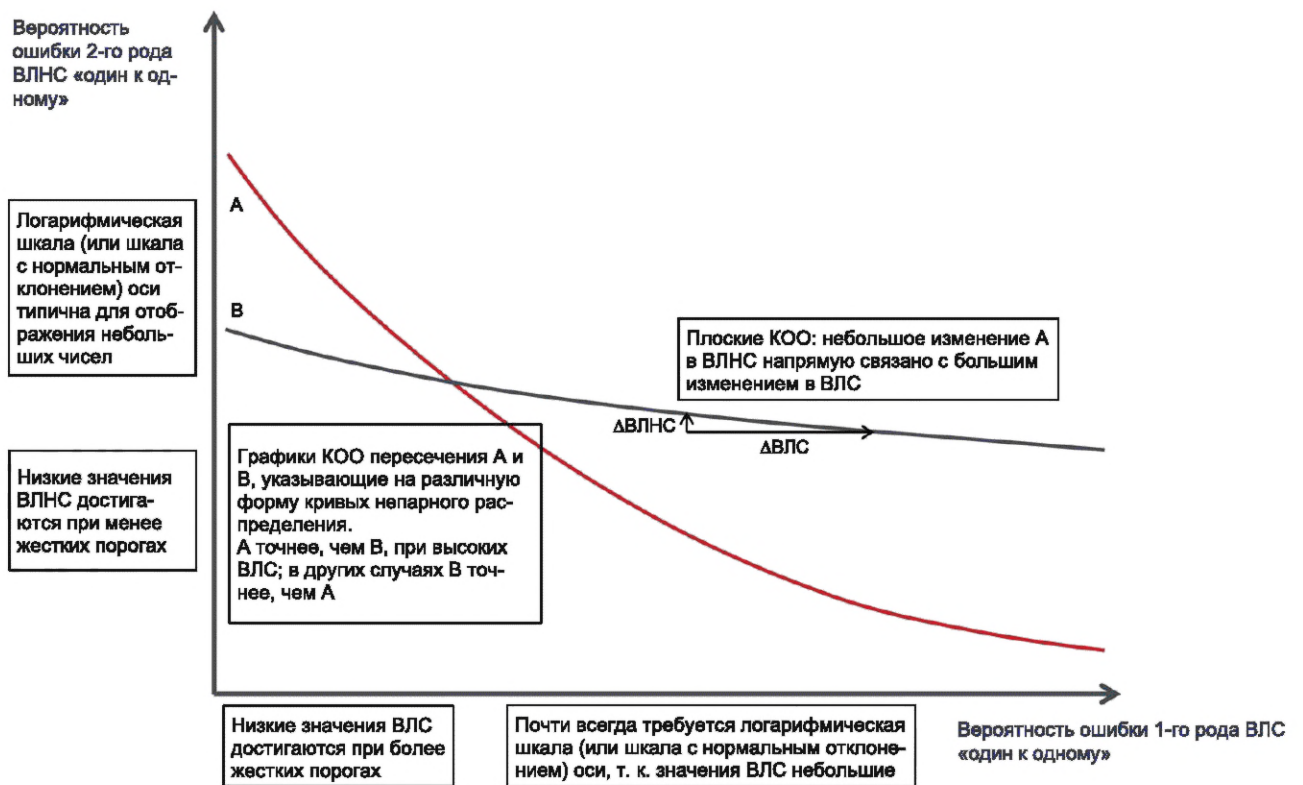 Вероятность
ошибки 2-го рода
ВЛНС «один к од-
ному»
A
Логарифмическая
шкала (или шкала
с нормальным от-
клонением) оси
типична для отоб-
ражения неболь-
ших чисел
B
Плоские КОО: небольшое изменение А
в ВЛНС напрямую связано с большим
изменением в ВЛС
ΔВЛНС
ΔВЛС
Графики КОО пересечения А и
В, указывающие на различную
форму кривых непарного рас-
пределения.
А точнее, чем В, при высоких
ВЛС; в других случаях В точ-
нее, чем А
Низкие значения
ВЛНС достига-
ются при менее
жестких порогах
Низкие значения ВЛС
достигаются при более
жестких порогах
Почти всегда требуется логарифмическая
шкала (или шкала с нормальным отклоне-
нием) оси, т. к. значения ВЛС небольшие
Вероятность ошибки 1-го рода ВЛС
«один к одному»